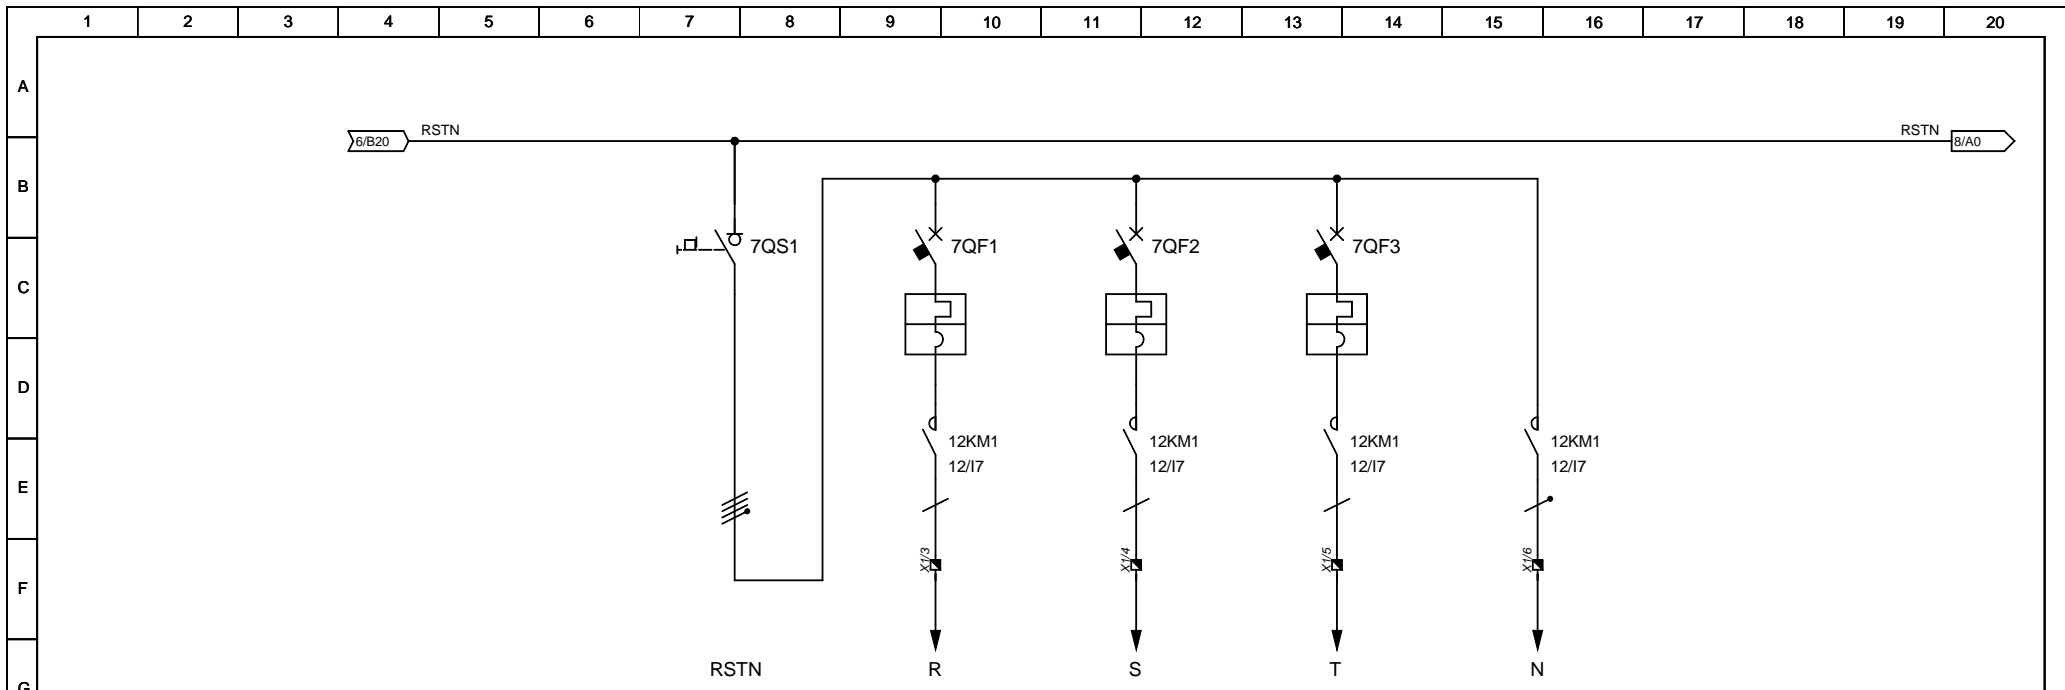 1 2 3 4 5 6 7 8 9 10 11 12 13 14 15 16 17 18 19 20
A
6/B20 RSTN RSTN 8/A0
B
7QS1 7QF1 7QF2 7QF3
C
D
12KM1 12KM1 12KM1 12KM1
12/I7 12/I7 12/I7 12/I7
E
X1/3 X1/4 X1/5 X1/6
F
RSTN R S T N
G